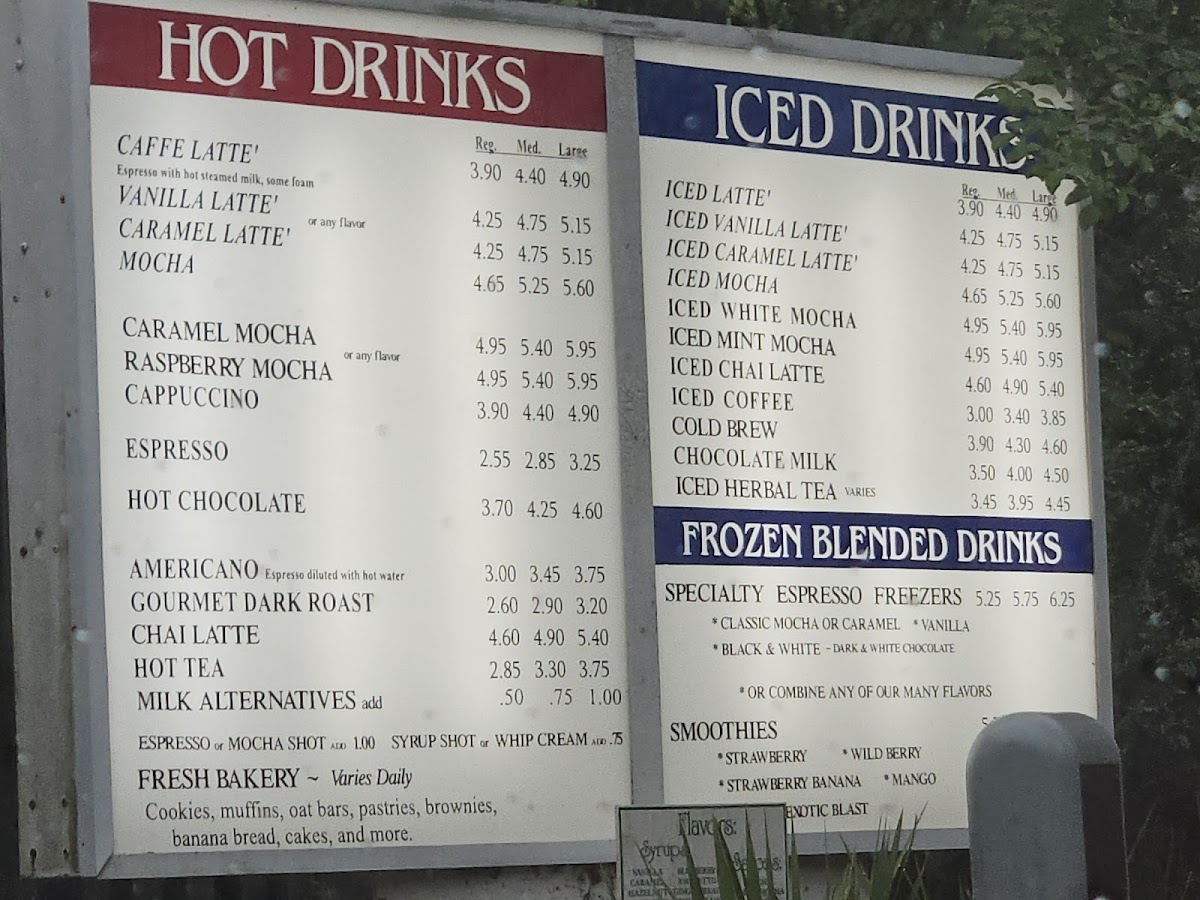 HOT DRINKS
Reg. Med. Large
CAFFE LATTE' 3.90 4.40 4.90
Espresso with hot steamed milk, some foam
VANILLA LATTE' or any flavor 4.25 4.75 5.15
CARAMEL LATTE' 4.25 4.75 5.15
MOCHA 4.65 5.25 5.60
CARAMEL MOCHA or any flavor 4.95 5.40 5.95
RASPBERRY MOCHA 4.95 5.40 5.95
CAPPUCCINO 3.90 4.40 4.90
ESPRESSO 2.55 2.85 3.25
HOT CHOCOLATE 3.70 4.25 4.60
AMERICANO Espresso diluted with hot water 3.00 3.45 3.75
GOURMET DARK ROAST 2.60 2.90 3.20
CHAI LATTE 4.60 4.90 5.40
HOT TEA 2.85 3.30 3.75
MILK ALTERNATIVES add .50 .75 1.00
ESPRESSO or MOCHA SHOT ADD 1.00 SYRUP SHOT or WHIP CREAM ADD .75
FRESH BAKERY ~ Varies Daily
Cookies, muffins, oat bars, pastries, brownies,
banana bread, cakes, and more.
ICED DRINKS
Reg. Med. Large
ICED LATTE' 3.90 4.40 4.90
ICED VANILLA LATTE' 4.25 4.75 5.15
ICED CARAMEL LATTE' 4.25 4.75 5.15
ICED MOCHA 4.65 5.25 5.60
ICED WHITE MOCHA 4.95 5.40 5.95
ICED MINT MOCHA 4.95 5.40 5.95
ICED CHAI LATTE 4.60 4.90 5.40
ICED COFFEE 3.00 3.40 3.85
COLD BREW 3.90 4.30 4.60
CHOCOLATE MILK 3.50 4.00 4.50
ICED HERBAL TEA VARIES 3.45 3.95 4.45
FROZEN BLENDED DRINKS
SPECIALTY ESPRESSO FREEZERS 5.25 5.75 6.25
* CLASSIC MOCHA OR CARAMEL * VANILLA
* BLACK & WHITE - DARK & WHITE CHOCOLATE
* OR COMBINE ANY OF OUR MANY FLAVORS
SMOOTHIES
* STRAWBERRY * WILD BERRY
* STRAWBERRY BANANA * MANGO
EXOTIC BLAST
Flavors:
VANILLA